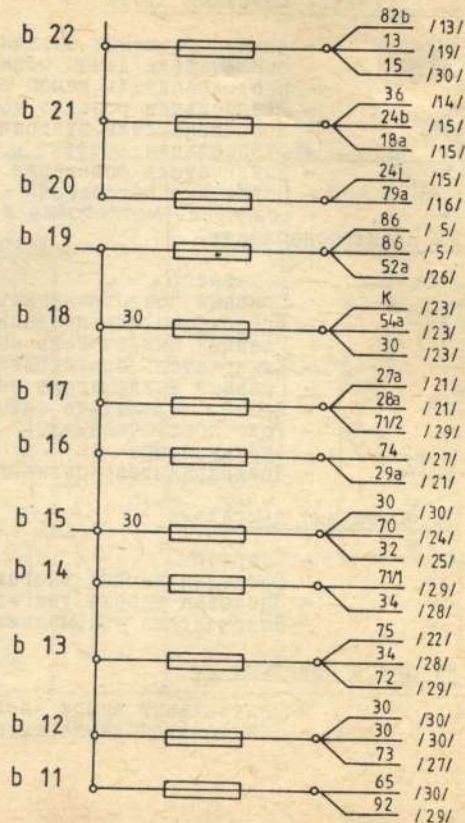 82b /13/
b 22 13 /19/
15 /30/
36 /14/
b 21 24b /15/
18a /15/
24j /15/
b 20 79a /16/
86 / 5/
b 19 86 / 5/
52a /26/
K /23/
b 18 30 54a /23/
30 /23/
27a /21/
b 17 28a /21/
71/2 /29/
b 16 74 /27/
29a /21/
30 /30/
b 15 30 70 /24/
32 /25/
b 14 71/1 /29/
34 /28/
75 /22/
b 13 34 /28/
72 /29/
30 /30/
b 12 30 /30/
73 /27/
b 11 65 /30/
92 /29/